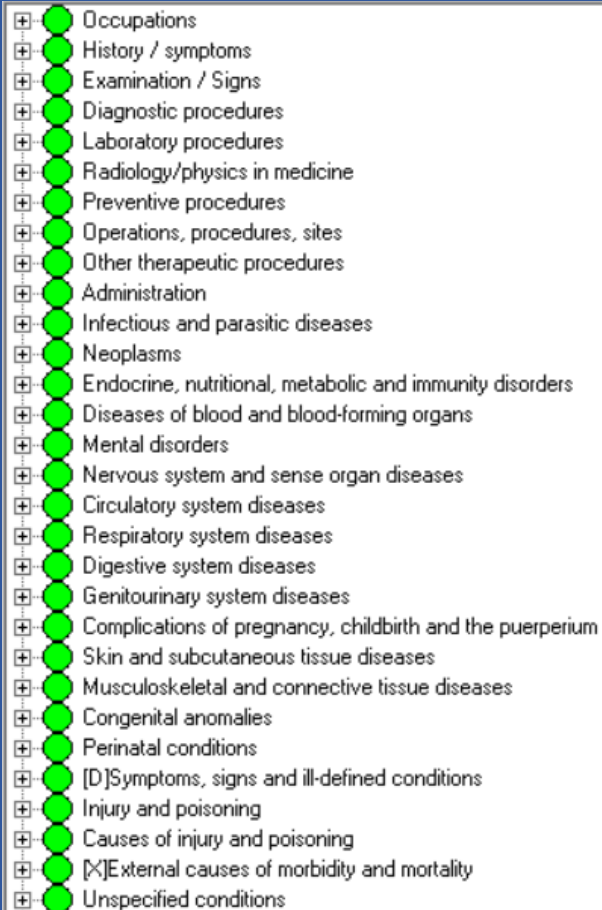 Occupations
History / symptoms
Examination / Signs
Diagnostic procedures
Laboratory procedures
Radiology/physics in medicine
Preventive procedures
Operations, procedures, sites
Other therapeutic procedures
Administration
Infectious and parasitic diseases
Neoplasms
Endocrine, nutritional, metabolic and immunity disorders
Diseases of blood and blood-forming organs
Mental disorders
Nervous system and sense organ diseases
Circulatory system diseases
Respiratory system diseases
Digestive system diseases
Genitourinary system diseases
Complications of pregnancy, childbirth and the puerperium
Skin and subcutaneous tissue diseases
Musculoskeletal and connective tissue diseases
Congenital anomalies
Perinatal conditions
[D]Symptoms, signs and ill-defined conditions
Injury and poisoning
Causes of injury and poisoning
[X]External causes of morbidity and mortality
Unspecified conditions